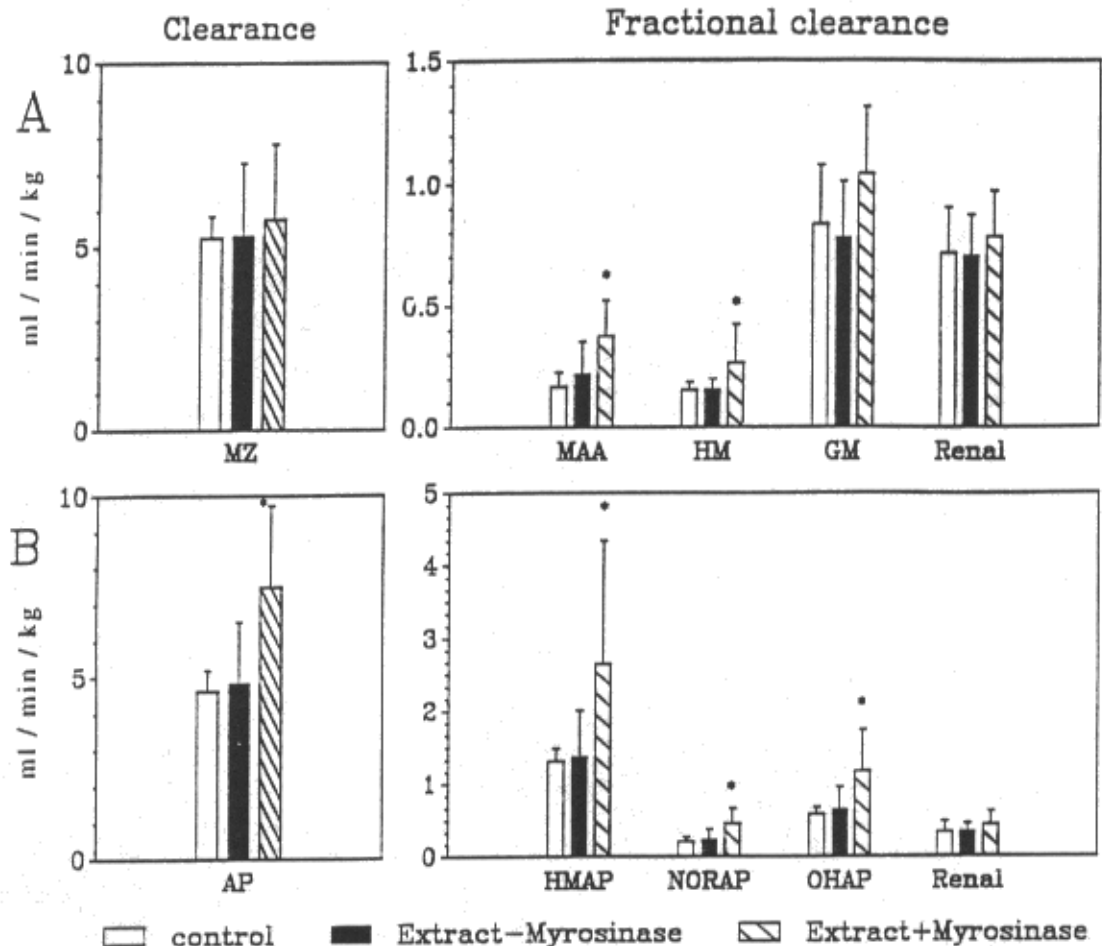 Clearance Fractional clearance
A
ml / min / kg
10
5
0
MZ
1.5
1.0
0.5
0.0
*
*
MAA HM GM Renal
B
ml / min / kg
10
5
0
*
AP
5
4
3
2
1
0
*
*
*
HMAP NORAP OHAP Renal
control Extract−Myrosinase Extract+Myrosinase